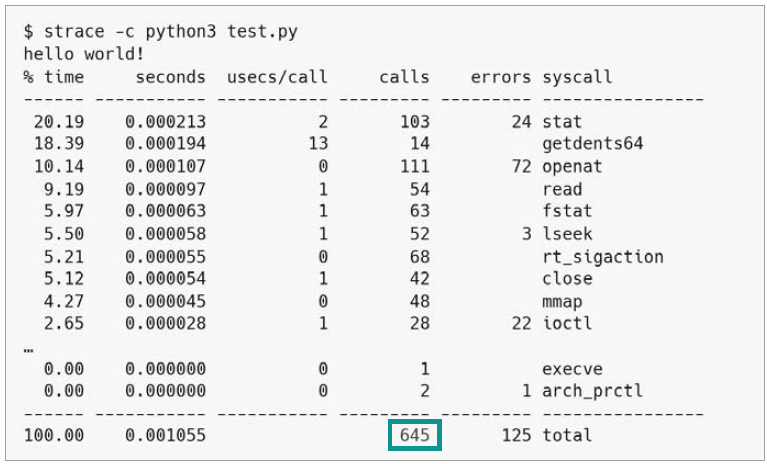 $ strace -c python3 test.py
hello world!
% time     seconds  usecs/call     calls    errors syscall
------ ----------- ----------- --------- --------- ----------------
 20.19    0.000213           2       103        24 stat
 18.39    0.000194          13        14           getdents64
 10.14    0.000107           0       111        72 openat
  9.19    0.000097           1        54           read
  5.97    0.000063           1        63           fstat
  5.50    0.000058           1        52         3 lseek
  5.21    0.000055           0        68           rt_sigaction
  5.12    0.000054           1        42           close
  4.27    0.000045           0        48           mmap
  2.65    0.000028           1        28        22 ioctl
…
  0.00    0.000000           0         1           execve
  0.00    0.000000           0         2         1 arch_prctl
------ ----------- ----------- --------- --------- ----------------
100.00    0.001055                   645       125 total